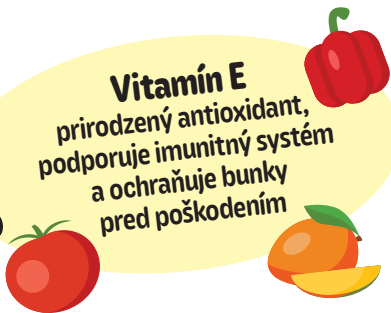 Vitamín E
prirodzený antioxidant,
podporuje imunitný systém
a ochraňuje bunky
pred poškodením